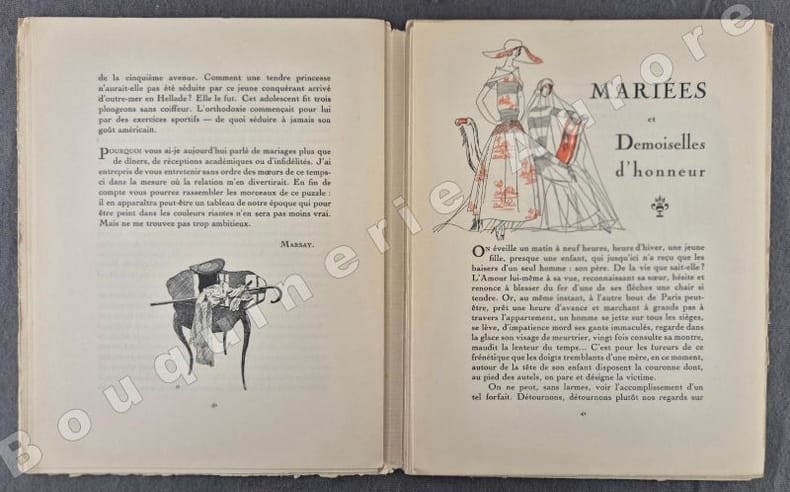 de la cinquième avenue. Comment une tendre princesse
n'aurait-elle pas été séduite par ce jeune conquérant arrivé
d'outre-mer en Hellade ? Elle le fut. Cet adolescent fit trois
plongeons sans coiffeur. L'orthodoxie commençait pour lui
par des exercices sportifs — de quoi séduire à jamais son
goût américain.
POURQUOI vous ai-je aujourd'hui parlé de mariages plus que
de dîners, de réceptions académiques ou d'infidélités. J'ai
entrepris de vous entretenir sans ordre des mœurs de ce temps-
ci dans la mesure où la relation m'en divertirait. En fin de
compte vous pourrez rassembler les morceaux de ce puzzle :
il en apparaîtra peut-être un tableau de notre époque qui pour
être peint dans les couleurs riantes n'en sera pas moins vrai.
Mais ne me trouvez pas trop ambitieux.
MARSAY.
MARIÉES
et
Demoiselles
d'honneur
ON éveille un matin à neuf heures, heure d'hiver, une jeune
fille, presque une enfant, qui jusqu'ici n'a reçu que les
baisers d'un seul homme : son père. De la vie que sait-elle ?
L'Amour lui-même à sa vue, reconnaissant sa sœur, hésite et
renonce à blesser du fer d'une de ses flèches une chair si
tendre. Or, au même instant, à l'autre bout de Paris peut-
être, prêt une heure d'avance et marchant à grands pas à
travers l'appartement, un homme se jette sur tous les sièges,
se lève, d'impatience mord ses gants immaculés, regarde dans
la glace son visage de meurtrier, vingt fois consulte sa montre,
maudit la lenteur du temps... C'est pour les fureurs de ce
frénétique que les doigts tremblants d'une mère, en ce moment,
autour de la tête de son enfant disposent la couronne dont,
au pied des autels, on pare et désigne la victime.
On ne peut, sans larmes, voir l'accomplissement d'un
tel forfait. Détournons, détournons plutôt nos regards sur
Bouquinerie Aurore